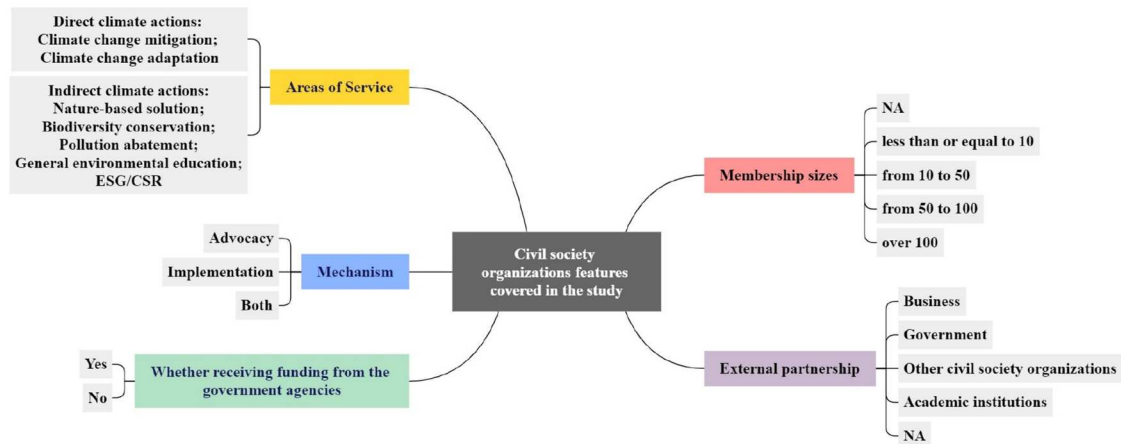 Direct climate actions:
Climate change mitigation;
Climate change adaptation
Indirect climate actions:
Nature-based solution;
Biodiversity conservation;
Pollution abatement;
General environmental education;
ESG/CSR
Areas of Service
Advocacy
Implementation
Both
Mechanism
Yes
No
Whether receiving funding from the
government agencies
Civil society
organizations features
covered in the study
Membership sizes
NA
less than or equal to 10
from 10 to 50
from 50 to 100
over 100
External partnership
Business
Government
Other civil society organizations
Academic institutions
NA